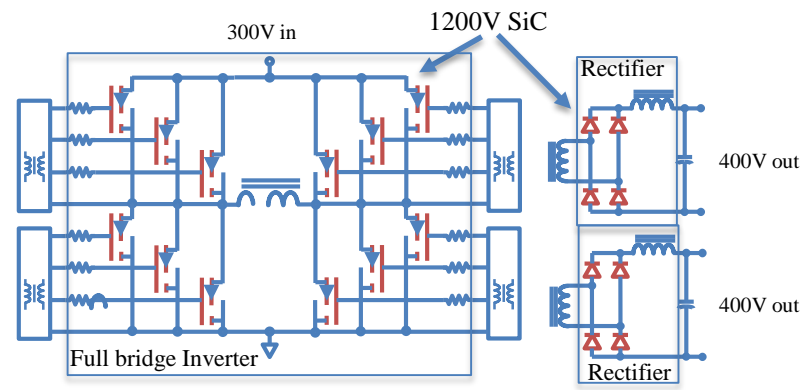 300V in
1200V SiC
Rectifier
400V out
400V out
Full bridge Inverter
Rectifier